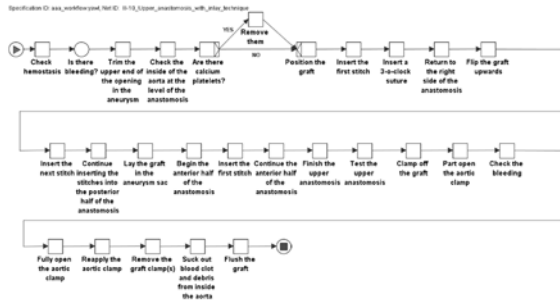 Specification ID: aaa_workflow.ywl, Net ID: III-10_Upper_anastomosis_with_inlay_technique
YES
Remove
them
NO
Check
hemostasis
Is there
bleeding?
Trim the
upper end of
the opening
in the
aneurysm
Check the
inside of the
aorta at the
level of the
anastomosis
Are there
calcium
platelets?
Position the
graft
Insert the
first stitch
Insert a
3-o-clock
suture
Return to
the right
side of the
anastomosis
Flip the graft
upwards
Insert the
next stitch
Continue
inserting the
stitches into
the posterior
half of the
anastomosis
Lay the graft
in the
aneurysm sac
Begin the
anterior half
of the
anastomosis
Insert the
first stitch
Continue the
anterior half
of the
anastomosis
Finish the
upper
anastomosis
Test the
upper
anastomosis
Clamp off
the graft
Part open
the aortic
clamp
Check the
bleeding
Fully open
the aortic
clamp
Reapply the
aortic clamp
Remove the
graft clamp(s)
Suck out
blood clot
and debris
from inside
the aorta
Flush the
graft